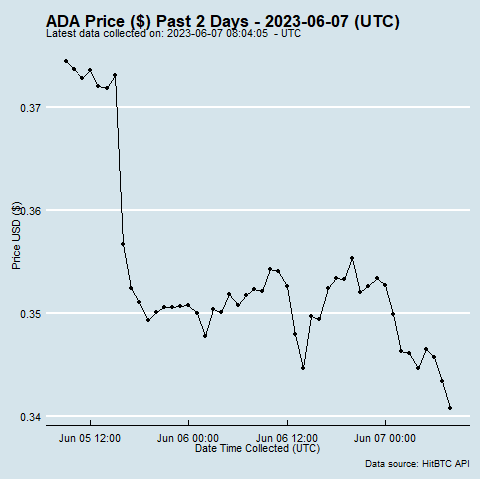 ADA Price ($) Past 2 Days - 2023-06-07 (UTC)
Latest data collected on: 2023-06-07 08:04:05 - UTC
0.37
0.36
0.35
0.34
Price USD ($)
Jun 05 12:00 Jun 06 00:00 Jun 06 12:00 Jun 07 00:00
Date Time Collected (UTC)
Data source: HitBTC API